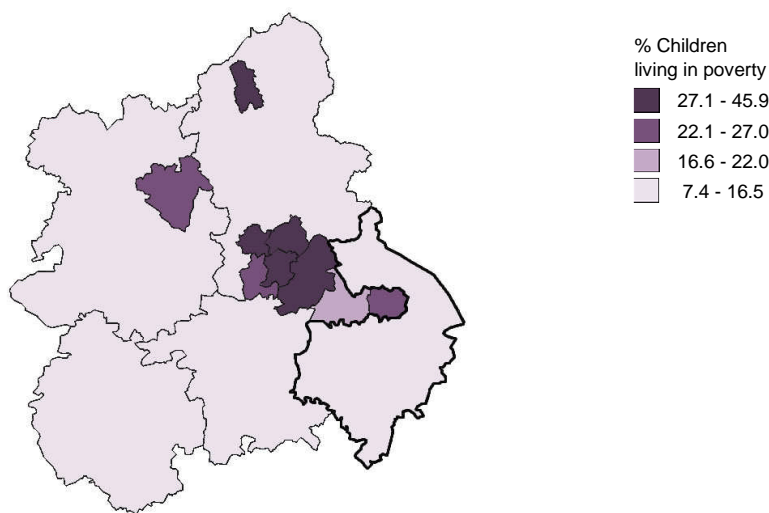 % Children
living in poverty
27.1 - 45.9
22.1 - 27.0
16.6 - 22.0
7.4 - 16.5